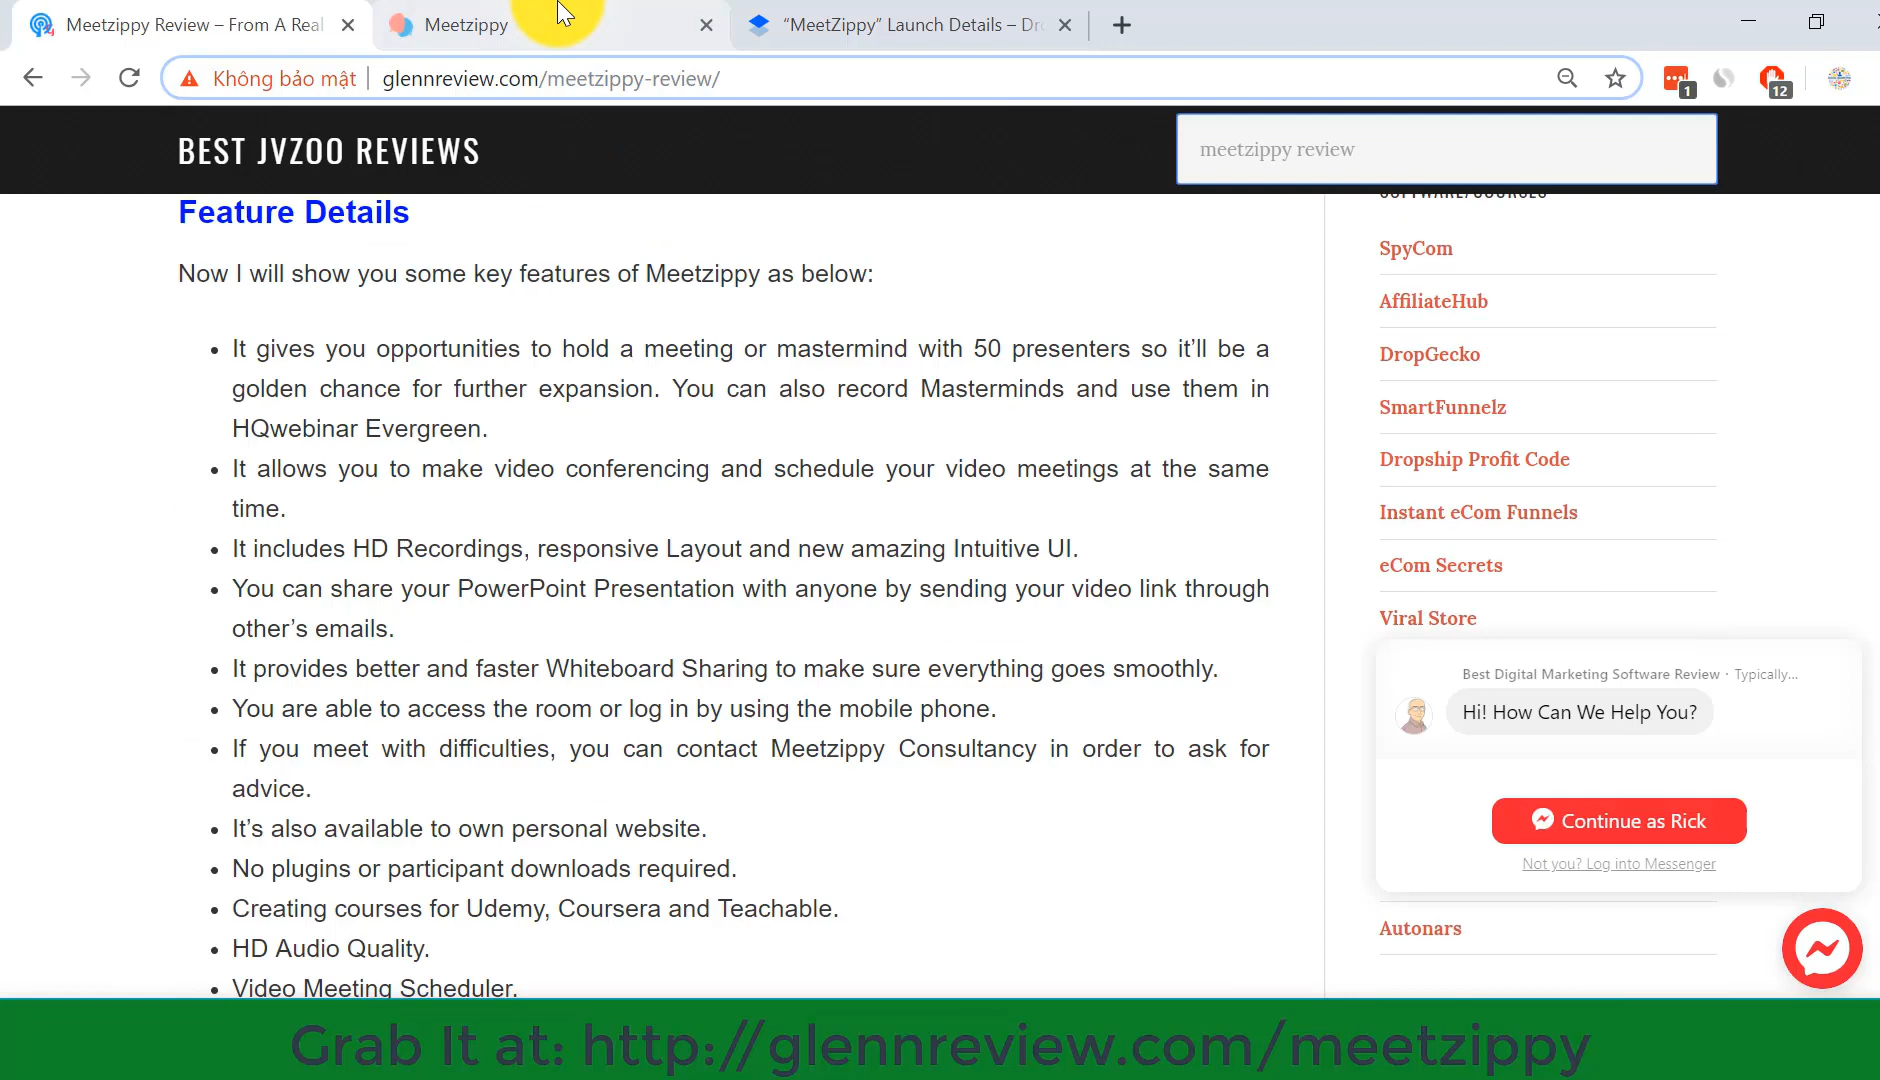 Meetzippy Review – From A Real
Meetzippy
“MeetZippy” Launch Details – Dr
Không bảo mật
glennreview.com/meetzippy-review/
1
12
BEST JVZOO REVIEWS
meetzippy review
Feature Details
Now I will show you some key features of Meetzippy as below:
• It gives you opportunities to hold a meeting or mastermind with 50 presenters so it’ll be a
golden chance for further expansion. You can also record Masterminds and use them in
HQwebinar Evergreen.
• It allows you to make video conferencing and schedule your video meetings at the same
time.
• It includes HD Recordings, responsive Layout and new amazing Intuitive UI.
• You can share your PowerPoint Presentation with anyone by sending your video link through
other’s emails.
• It provides better and faster Whiteboard Sharing to make sure everything goes smoothly.
• You are able to access the room or log in by using the mobile phone.
• If you meet with difficulties, you can contact Meetzippy Consultancy in order to ask for
advice.
• It’s also available to own personal website.
• No plugins or participant downloads required.
• Creating courses for Udemy, Coursera and Teachable.
• HD Audio Quality.
• Video Meeting Scheduler.
SOFTWARE/COURSES
SpyCom
AffiliateHub
DropGecko
SmartFunnelz
Dropship Profit Code
Instant eCom Funnels
eCom Secrets
Viral Store
Best Digital Marketing Software Review · Typically...
Hi! How Can We Help You?
Continue as Rick
Not you? Log into Messenger
Autonars
Grab It at: http://glennreview.com/meetzippy